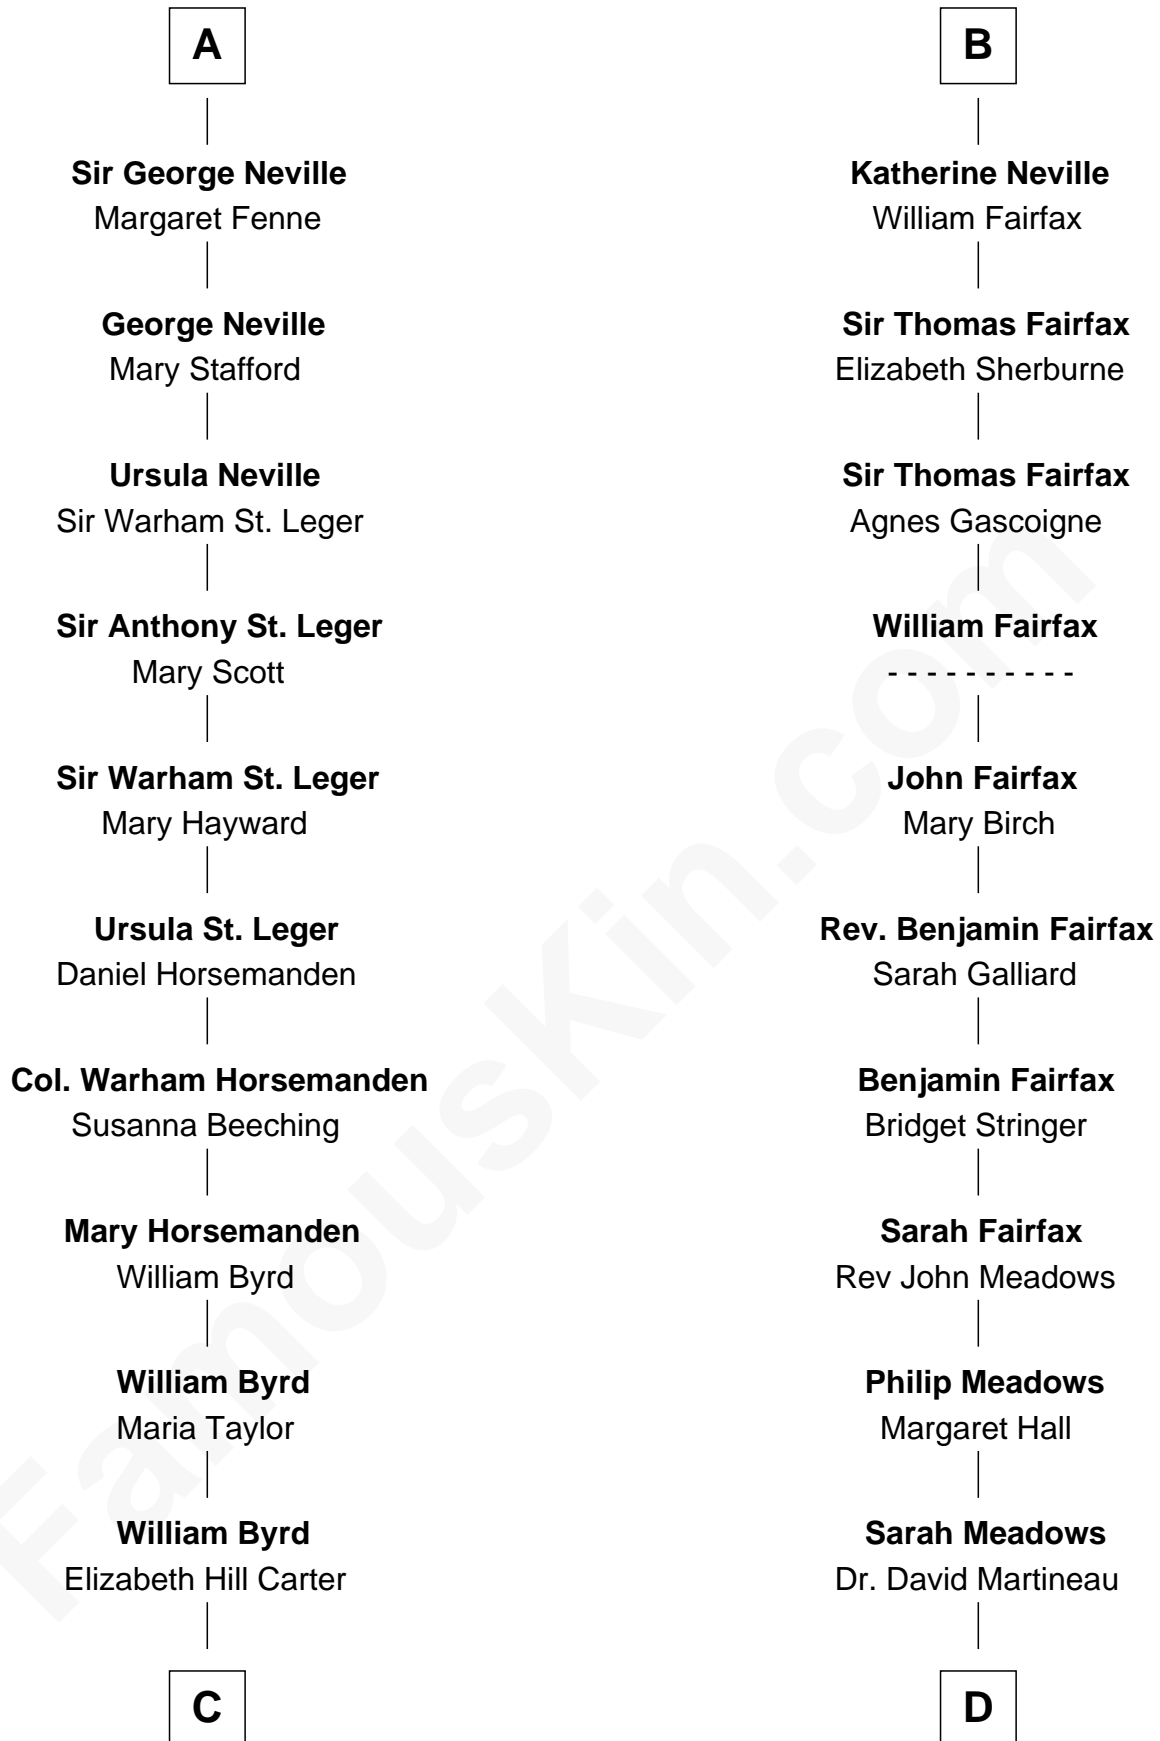 A
Sir George Neville
Margaret Fenne
George Neville
Mary Stafford
Ursula Neville
Sir Warham St. Leger
Sir Anthony St. Leger
Mary Scott
Sir Warham St. Leger
Mary Hayward
Ursula St. Leger
Daniel Horsemanden
Col. Warham Horsemanden
Susanna Beeching
Mary Horsemanden
William Byrd
William Byrd
Maria Taylor
William Byrd
Elizabeth Hill Carter
C
B
Katherine Neville
William Fairfax
Sir Thomas Fairfax
Elizabeth Sherburne
Sir Thomas Fairfax
Agnes Gascoigne
William Fairfax
- - - - - - - - - -
John Fairfax
Mary Birch
Rev. Benjamin Fairfax
Sarah Galliard
Benjamin Fairfax
Bridget Stringer
Sarah Fairfax
Rev John Meadows
Philip Meadows
Margaret Hall
Sarah Meadows
Dr. David Martineau
D
FamousKin.com